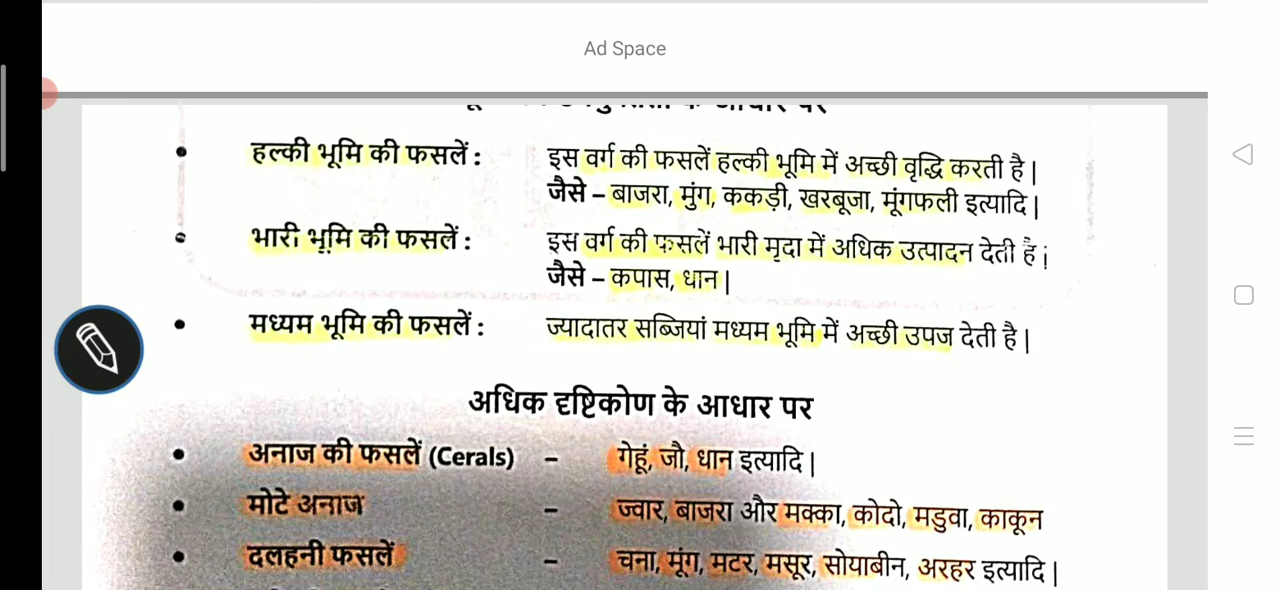 Ad Space
के आधार पर
• हल्की भूमि की फसलें : इस वर्ग की फसलें हल्की भूमि में अच्छी वृद्धि करती है |
जैसे – बाजरा, मुंग, ककड़ी, खरबूजा, मूंगफली इत्यादि |
• भारी भूमि की फसलें : इस वर्ग की फसलें भारी मृदा में अधिक उत्पादन देती है |
जैसे – कपास, धान |
• मध्यम भूमि की फसलें : ज्यादातर सब्जियां मध्यम भूमि में अच्छी उपज देती है |
अधिक दृष्टिकोण के आधार पर
• अनाज की फसलें (Cerals) – गेहूं, जौ, धान इत्यादि |
• मोटे अनाज – ज्वार, बाजरा और मक्का, कोदो, मडुवा, काकून
• दलहनी फसलें – चना, मूंग, मटर, मसूर, सोयाबीन, अरहर इत्यादि |